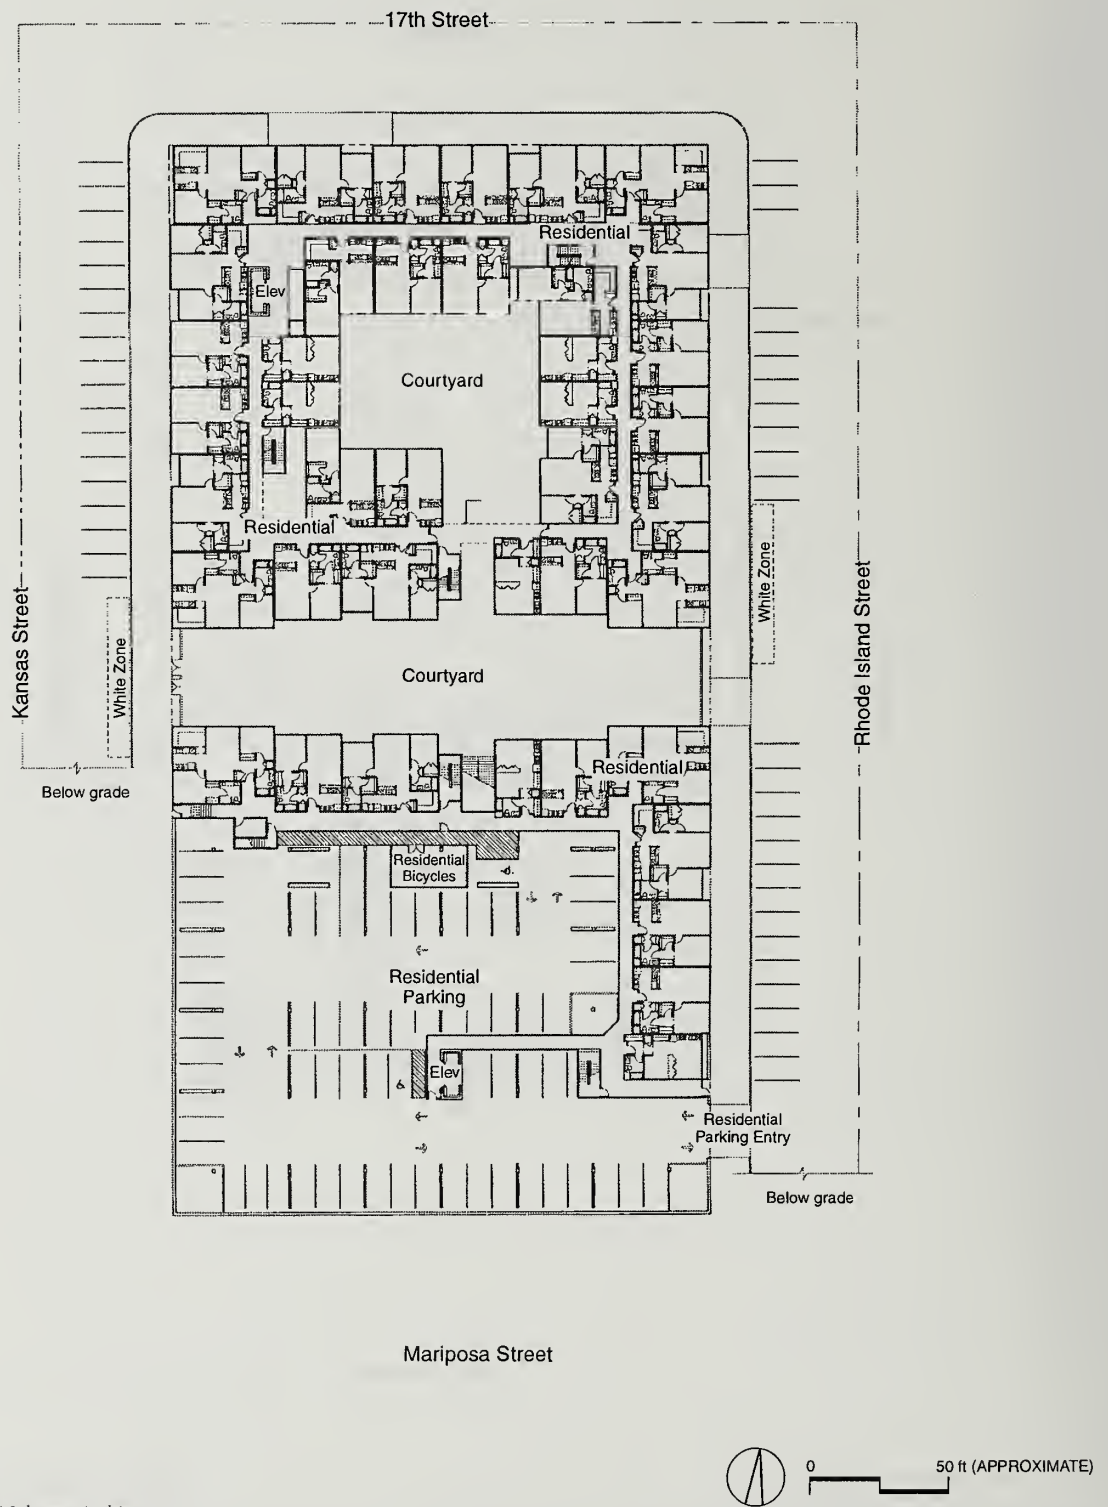 17th Street
Residential
Elev
Courtyard
Residential
Kansas Street
White Zone
White Zone
Rhode Island Street
Courtyard
Residential
Below grade
Residential
Bicycles
Residential
Parking
Elev
Residential
Parking Entry
Below grade
Mariposa Street
0 50 ft (APPROXIMATE)